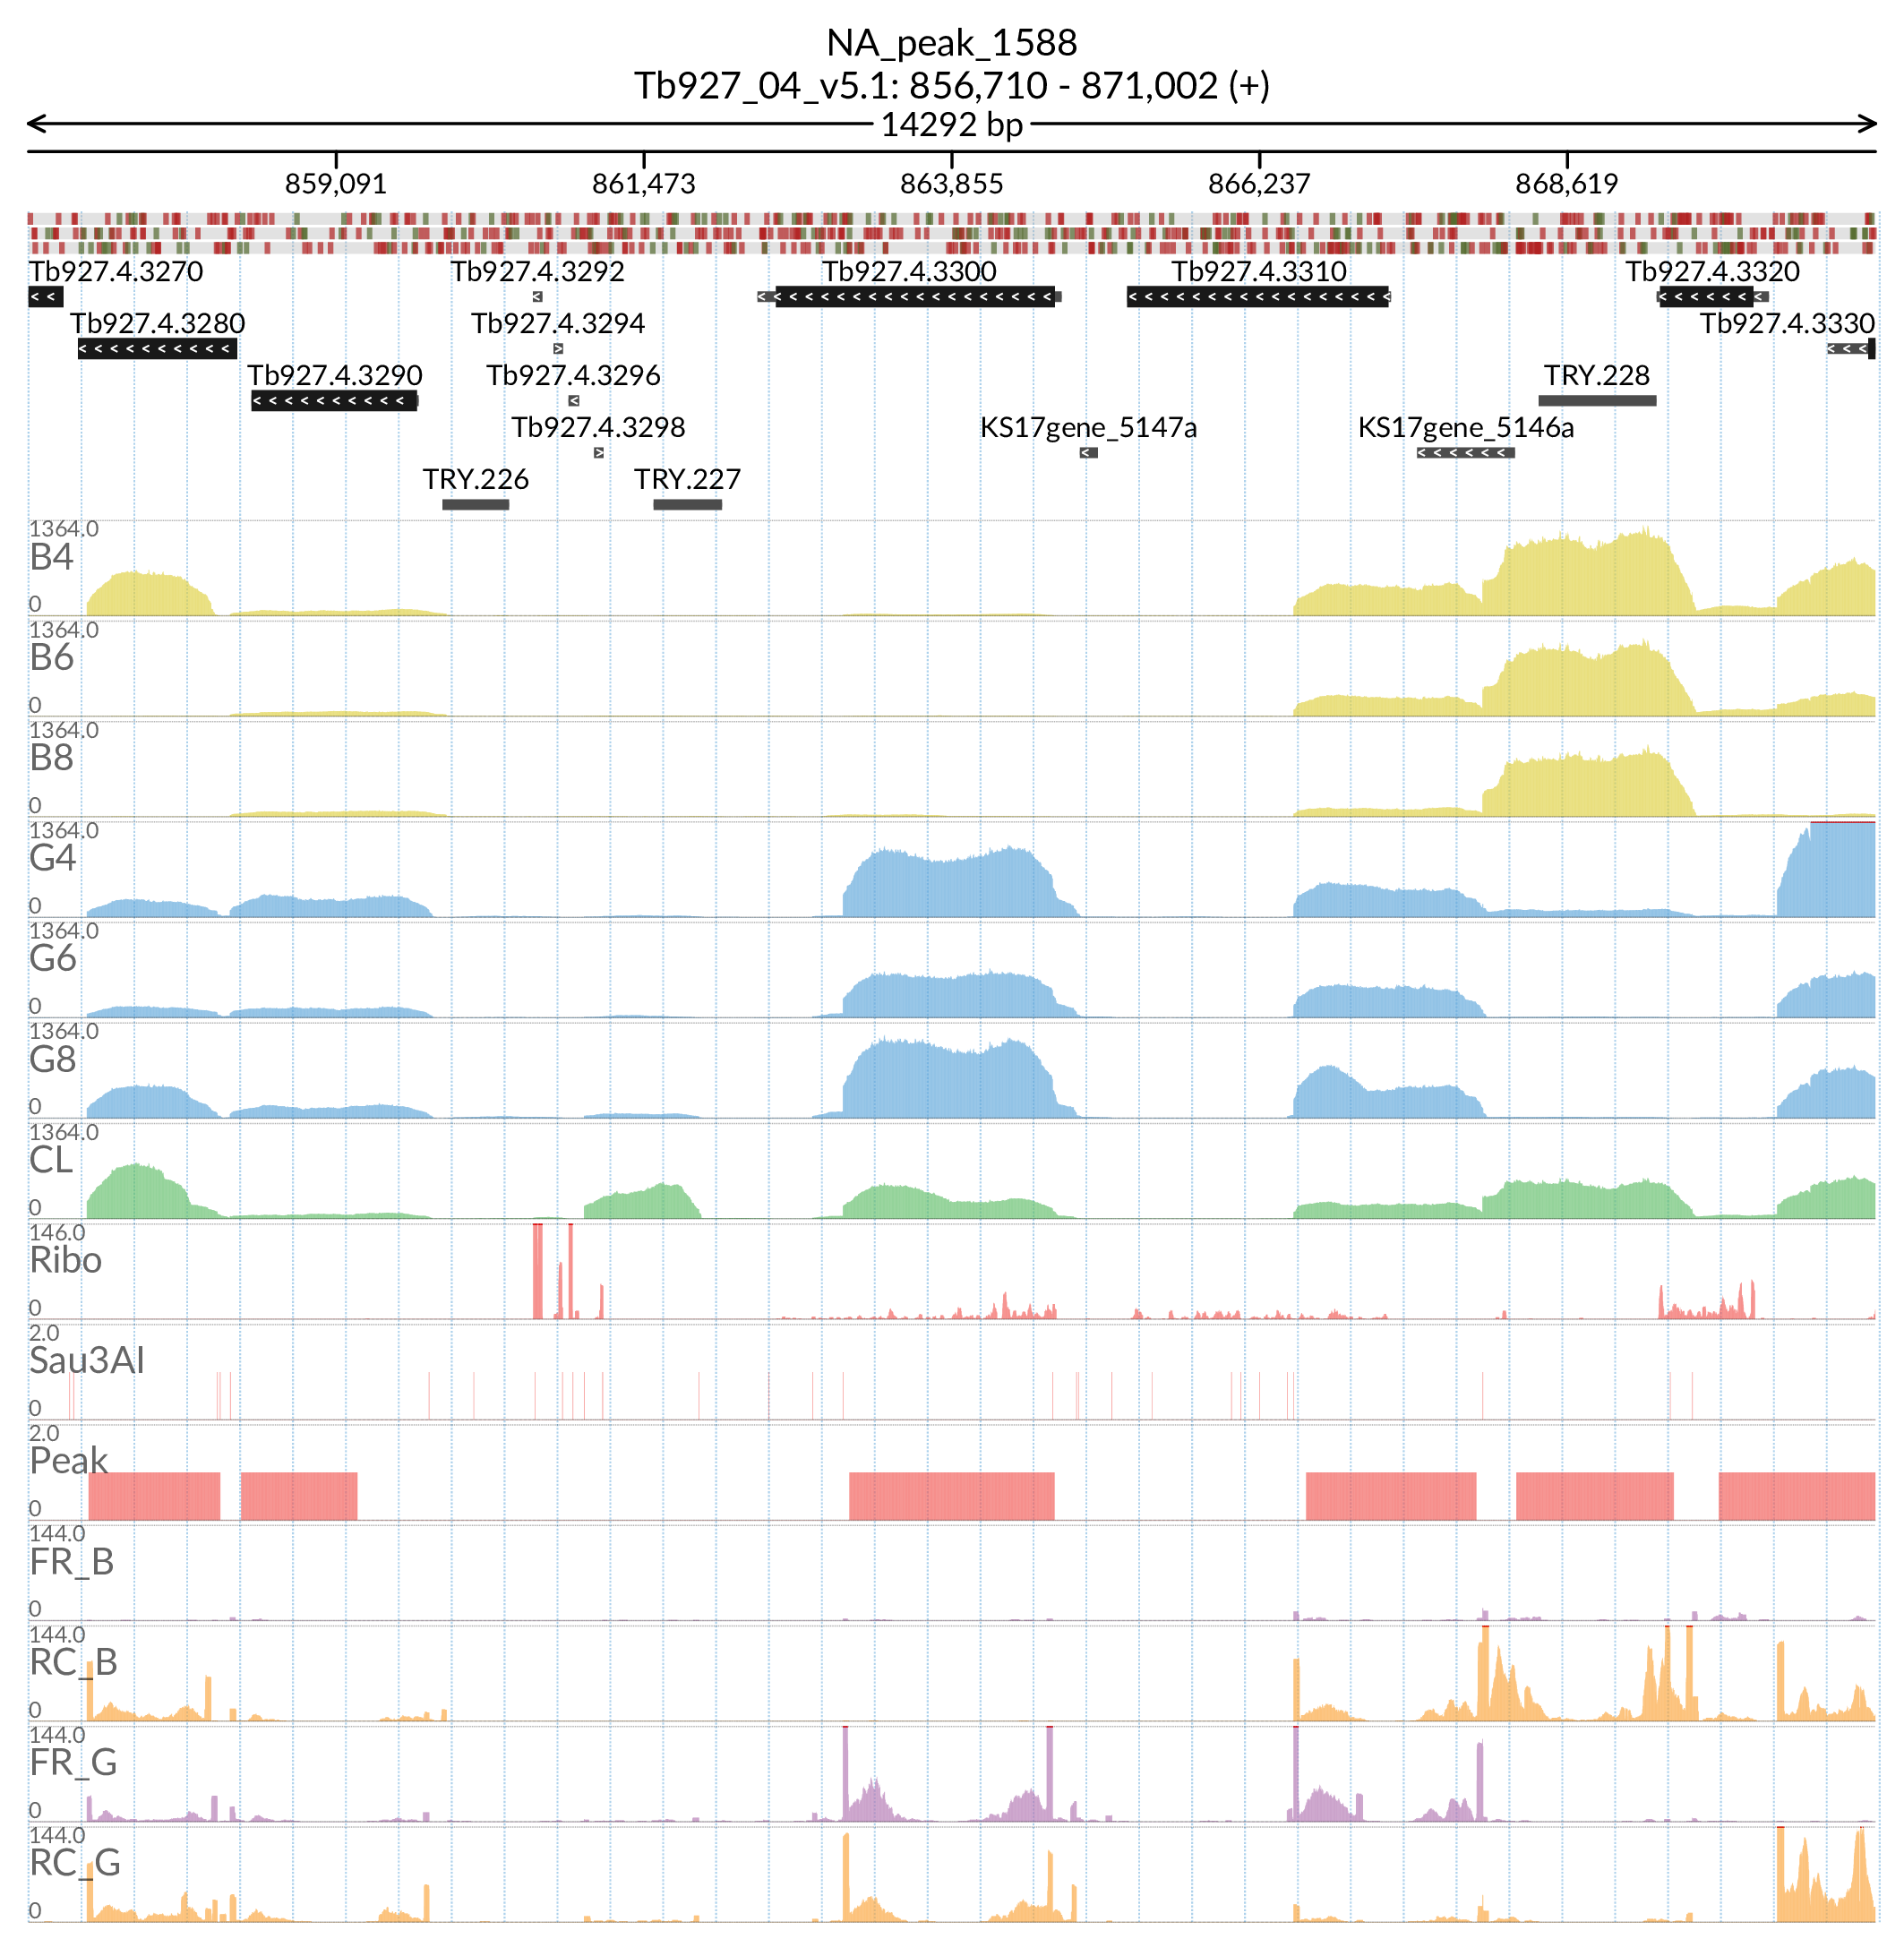 NA_peak_1588
Tb927_04_v5.1: 856,710 - 871,002 (+)
14292 bp
859,091 861,473 863,855 866,237 868,619
Tb927.4.3270 Tb927.4.3292 Tb927.4.3300 Tb927.4.3310 Tb927.4.3320
Tb927.4.3280 Tb927.4.3294 Tb927.4.3330
Tb927.4.3290 Tb927.4.3296 TRY.228
Tb927.4.3298 KS17gene_5147a KS17gene_5146a
TRY.226 TRY.227
1364.0
B4
0
1364.0
B6
0
1364.0
B8
0
1364.0
G4
0
1364.0
G6
0
1364.0
G8
0
1364.0
CL
0
146.0
Ribo
0
2.0
Sau3AI
0
2.0
Peak
0
144.0
FR_B
0
144.0
RC_B
0
144.0
FR_G
0
144.0
RC_G
0